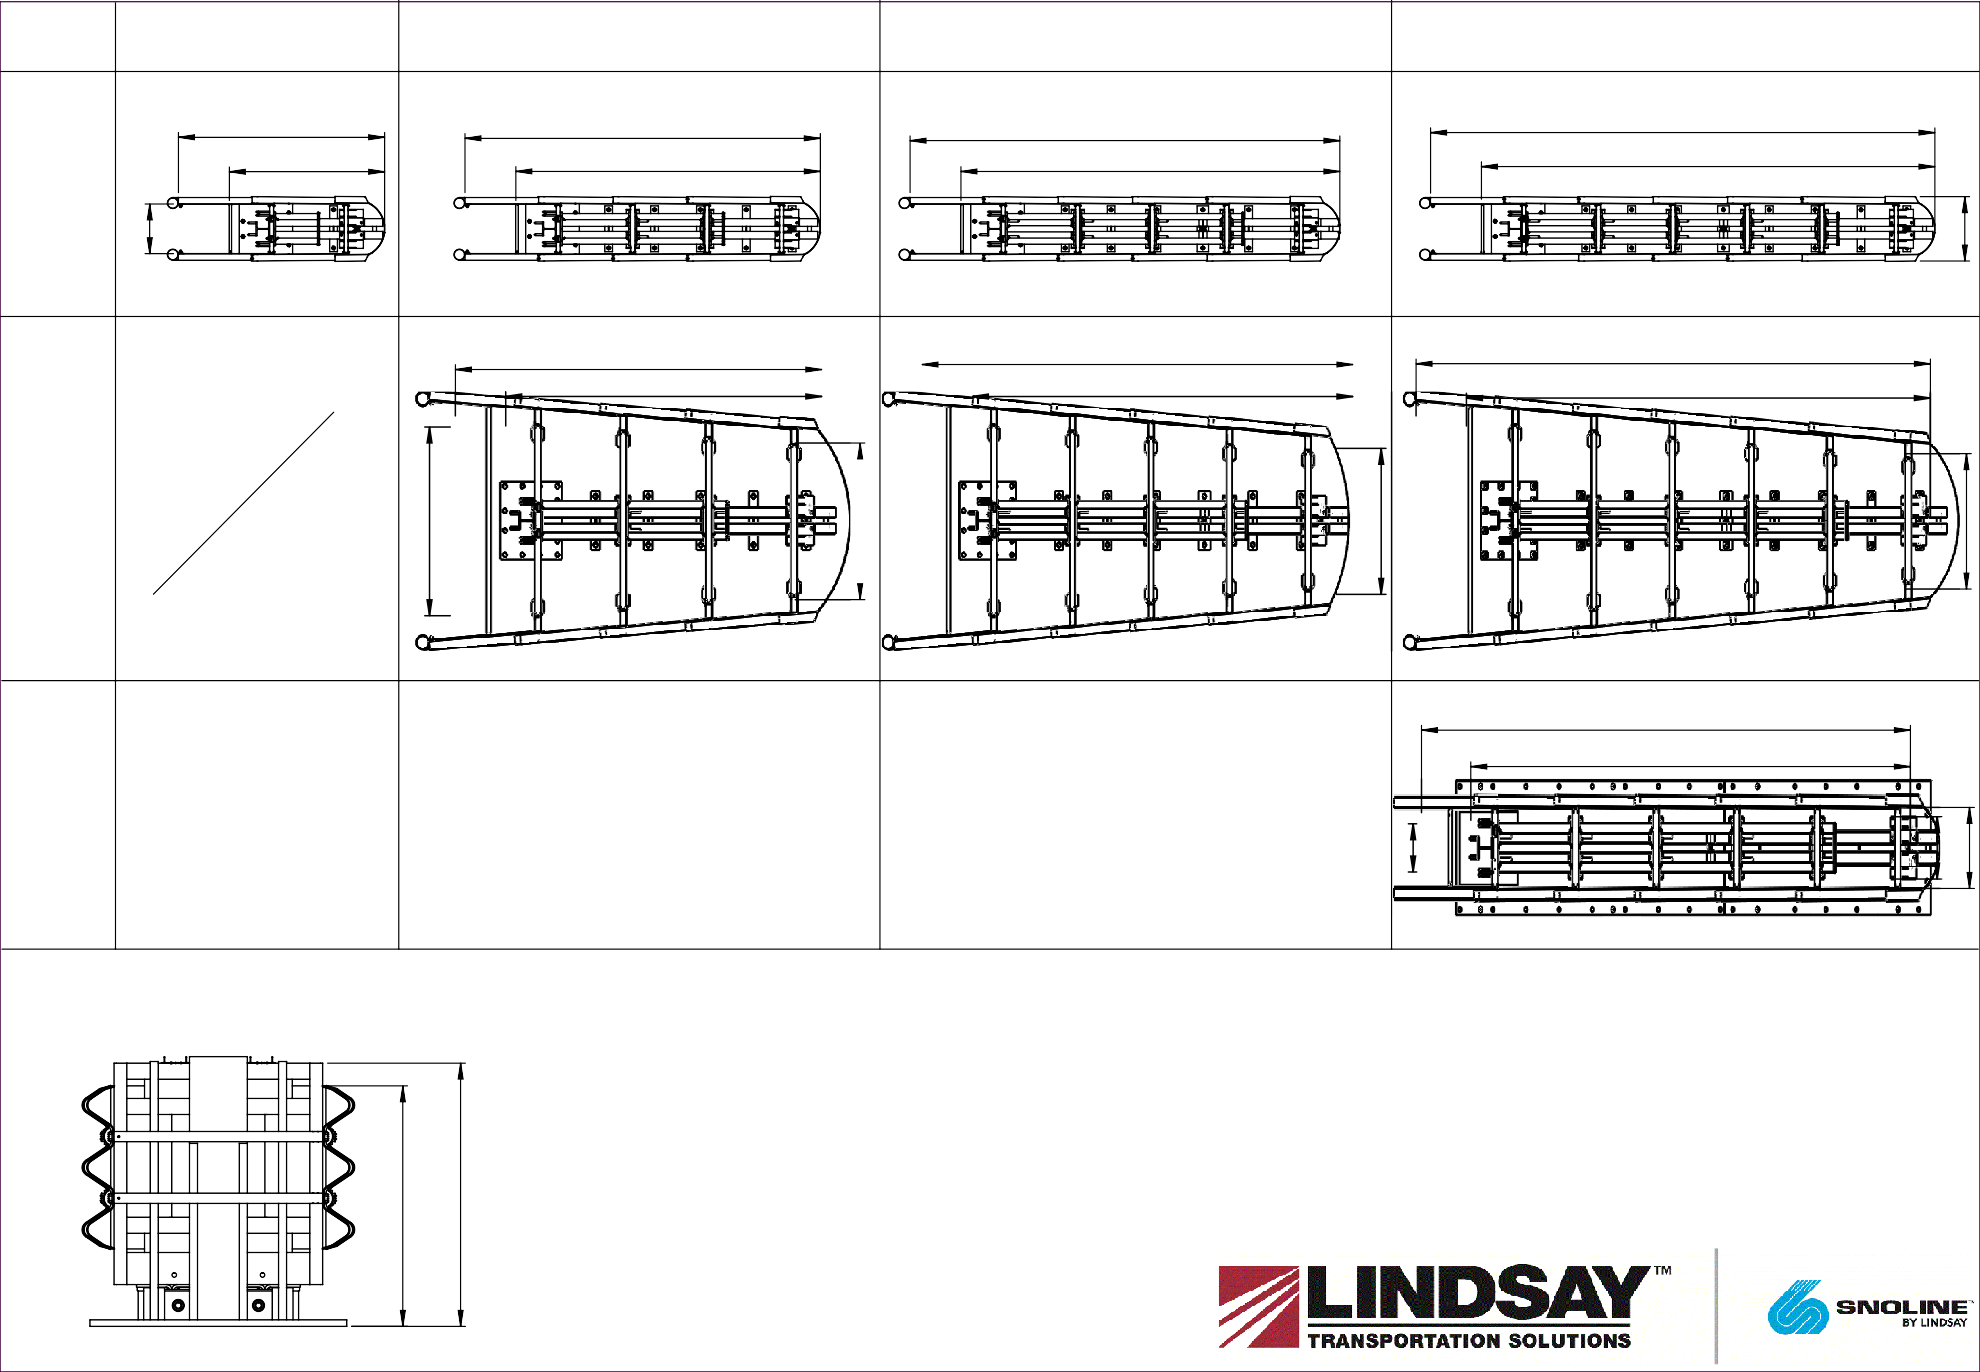 LINDSAY™
TRANSPORTATION SOLUTIONS
SNOLINE™
BY LINDSAY